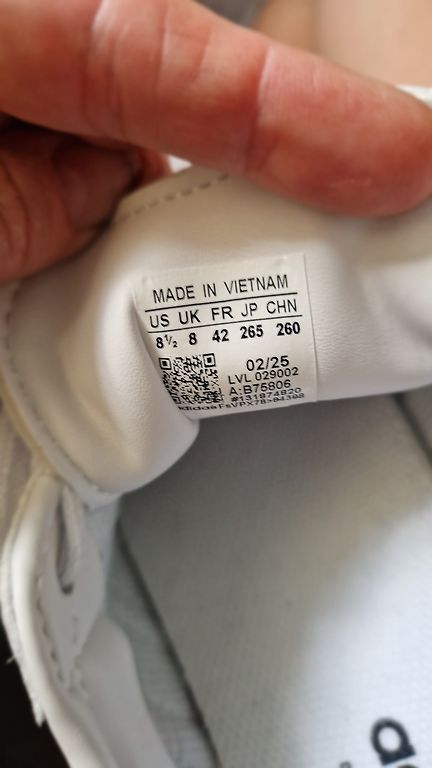 MADE IN VIETNAM
US UK FR JP CHN
8½ 8 42 265 260
02/25
LVL 029002
A:B75806
#131874820